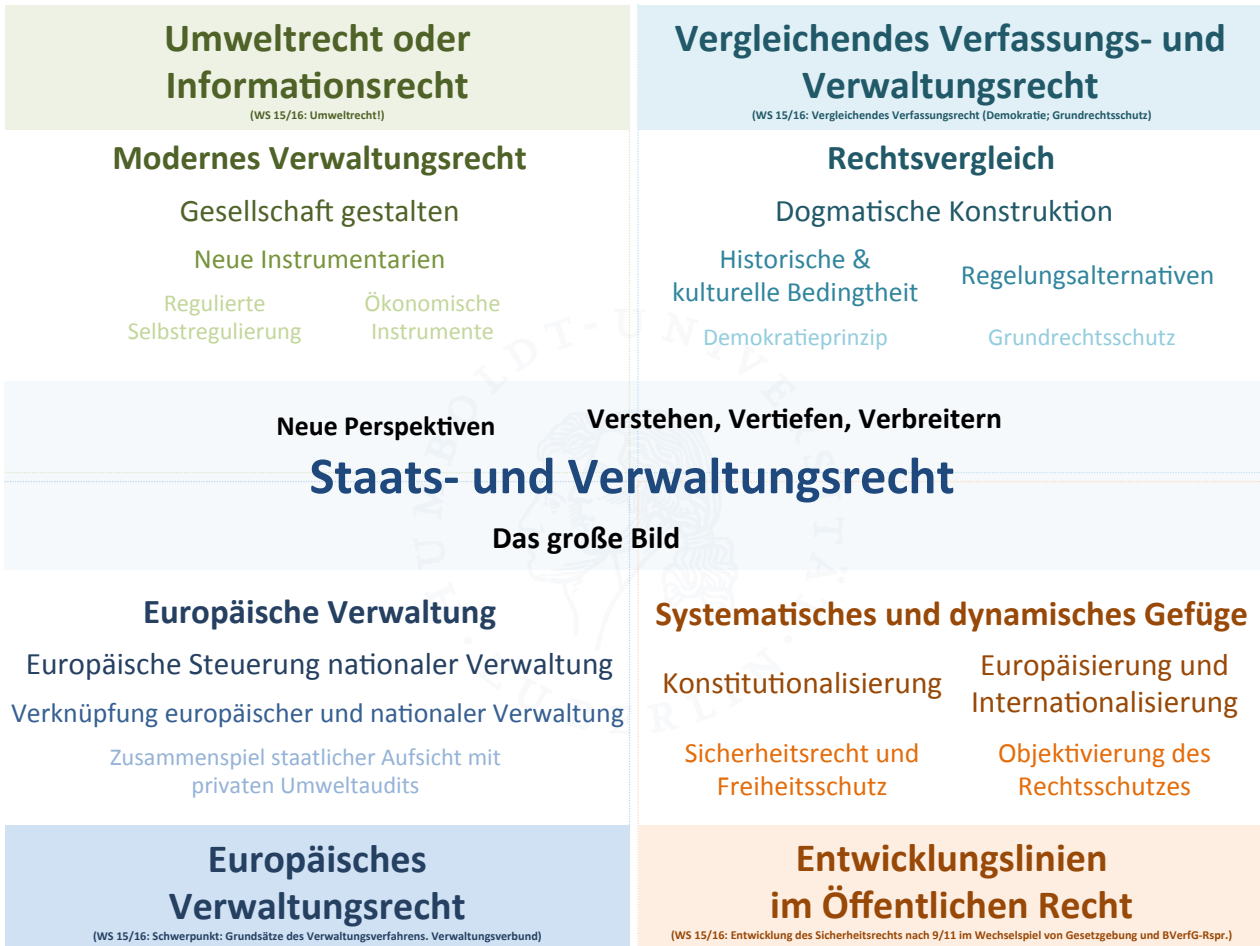 Umweltrecht oder
Informationsrecht
(WS 15/16: Umweltrecht!)
Modernes Verwaltungsrecht
Gesellschaft gestalten
Neue Instrumentarien
Regulierte
Selbstregulierung
Ökonomische
Instrumente
Vergleichendes Verfassungs- und
Verwaltungsrecht
(WS 15/16: Vergleichendes Verfassungsrecht (Demokratie; Grundrechtsschutz)
Rechtsvergleich
Dogmatische Konstruktion
Historische &
kulturelle Bedingtheit
Regelungsalternativen
Demokratieprinzip
Grundrechtsschutz
Neue Perspektiven
Verstehen, Vertiefen, Verbreitern
Staats- und Verwaltungsrecht
Das große Bild
Europäische Verwaltung
Europäische Steuerung nationaler Verwaltung
Verknüpfung europäischer und nationaler Verwaltung
Zusammenspiel staatlicher Aufsicht mit
privaten Umweltaudits
Europäisches
Verwaltungsrecht
(WS 15/16: Schwerpunkt: Grundsätze des Verwaltungsverfahrens. Verwaltungsverbund)
Systematisches und dynamisches Gefüge
Konstitutionalisierung
Europäisierung und
Internationalisierung
Sicherheitsrecht und
Freiheitsschutz
Objektivierung des
Rechtsschutzes
Entwicklungslinien
im Öffentlichen Recht
(WS 15/16: Entwicklung des Sicherheitsrechts nach 9/11 im Wechselspiel von Gesetzgebung und BVerfG-Rspr.)